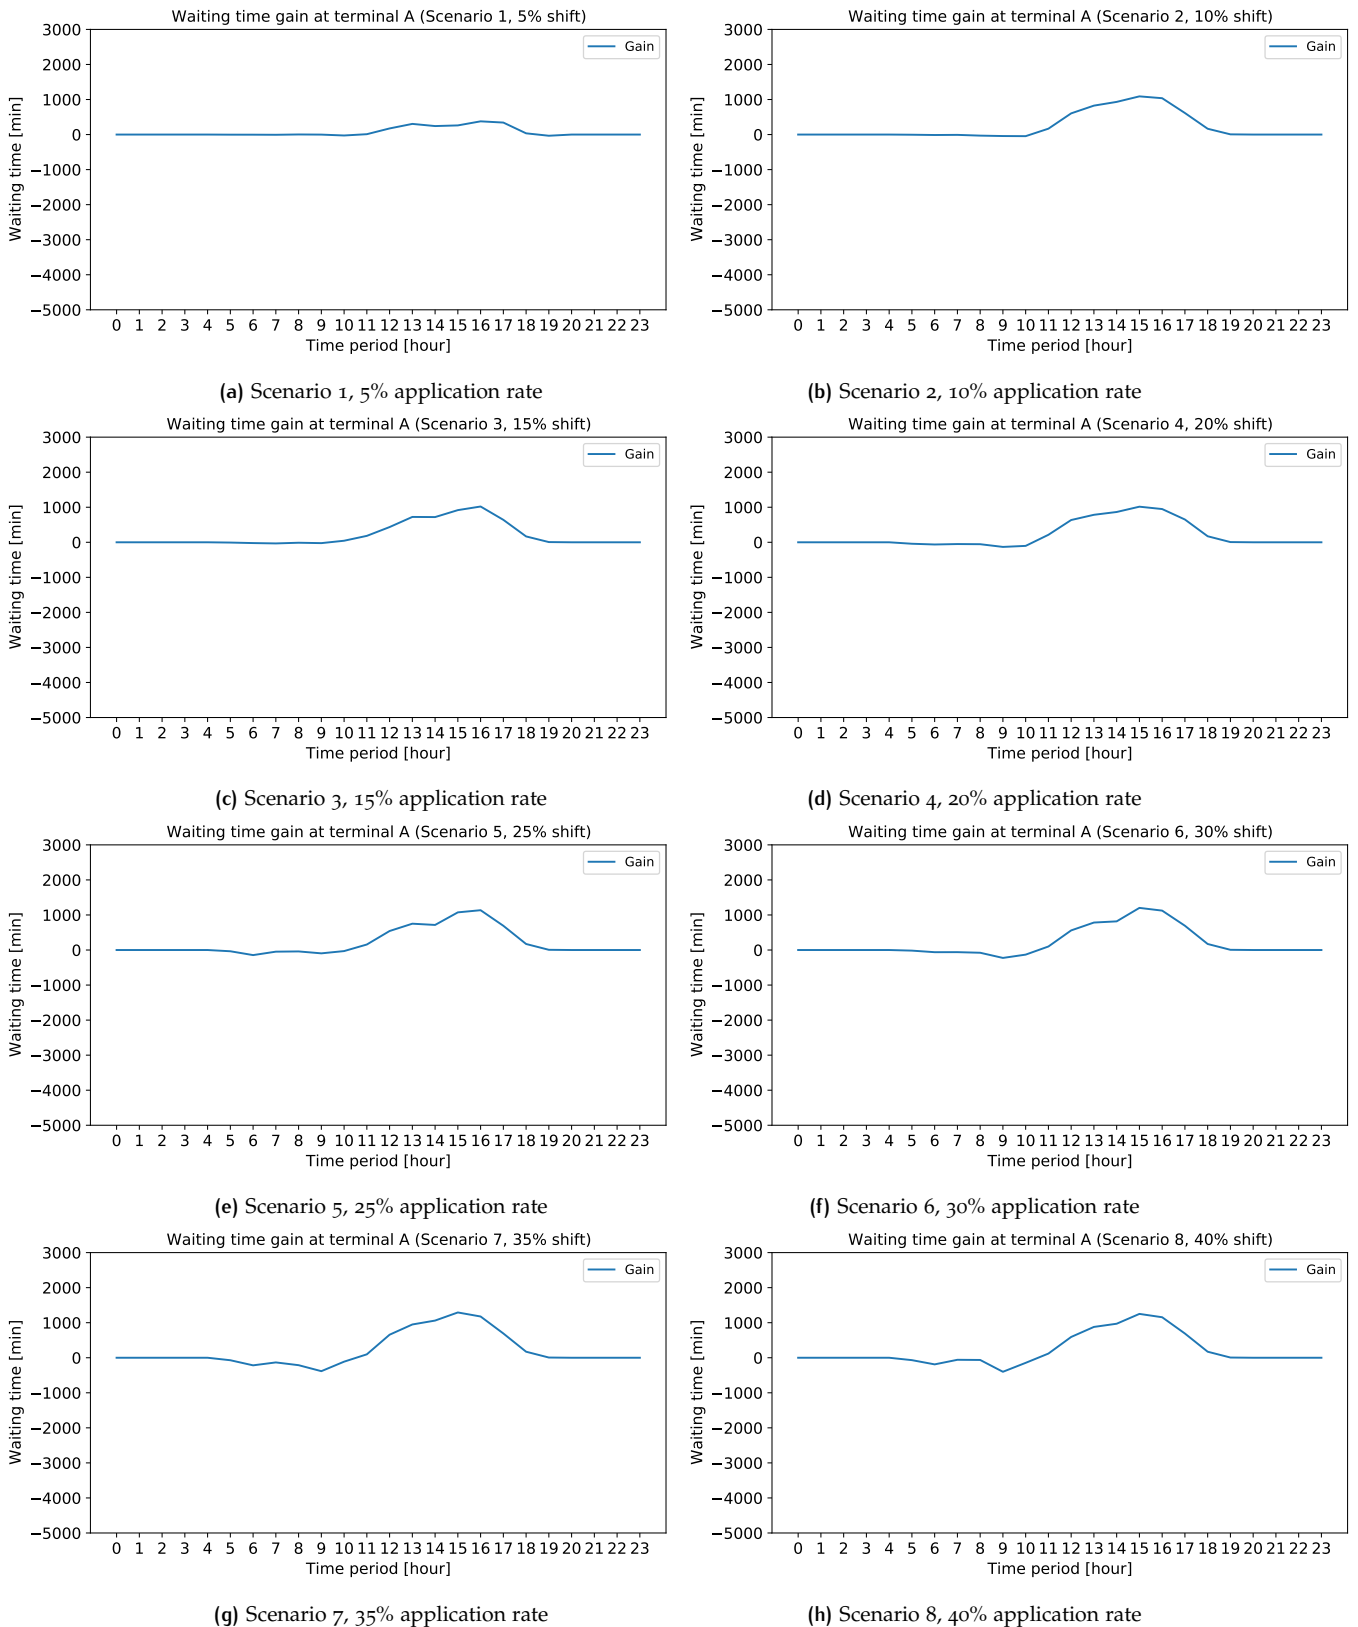 Waiting time gain at terminal A (Scenario 1, 5% shift)
Gain
3000
2000
1000
0
−1000
−2000
−3000
−4000
−5000
Waiting time [min]
0 1 2 3 4 5 6 7 8 9 10 11 12 13 14 15 16 17 18 19 20 21 22 23
Time period [hour]
(a) Scenario 1, 5% application rate
Waiting time gain at terminal A (Scenario 2, 10% shift)
Gain
3000
2000
1000
0
−1000
−2000
−3000
−4000
−5000
Waiting time [min]
0 1 2 3 4 5 6 7 8 9 10 11 12 13 14 15 16 17 18 19 20 21 22 23
Time period [hour]
(b) Scenario 2, 10% application rate
Waiting time gain at terminal A (Scenario 3, 15% shift)
Gain
3000
2000
1000
0
−1000
−2000
−3000
−4000
−5000
Waiting time [min]
0 1 2 3 4 5 6 7 8 9 10 11 12 13 14 15 16 17 18 19 20 21 22 23
Time period [hour]
(c) Scenario 3, 15% application rate
Waiting time gain at terminal A (Scenario 4, 20% shift)
Gain
3000
2000
1000
0
−1000
−2000
−3000
−4000
−5000
Waiting time [min]
0 1 2 3 4 5 6 7 8 9 10 11 12 13 14 15 16 17 18 19 20 21 22 23
Time period [hour]
(d) Scenario 4, 20% application rate
Waiting time gain at terminal A (Scenario 5, 25% shift)
Gain
3000
2000
1000
0
−1000
−2000
−3000
−4000
−5000
Waiting time [min]
0 1 2 3 4 5 6 7 8 9 10 11 12 13 14 15 16 17 18 19 20 21 22 23
Time period [hour]
(e) Scenario 5, 25% application rate
Waiting time gain at terminal A (Scenario 6, 30% shift)
Gain
3000
2000
1000
0
−1000
−2000
−3000
−4000
−5000
Waiting time [min]
0 1 2 3 4 5 6 7 8 9 10 11 12 13 14 15 16 17 18 19 20 21 22 23
Time period [hour]
(f) Scenario 6, 30% application rate
Waiting time gain at terminal A (Scenario 7, 35% shift)
Gain
3000
2000
1000
0
−1000
−2000
−3000
−4000
−5000
Waiting time [min]
0 1 2 3 4 5 6 7 8 9 10 11 12 13 14 15 16 17 18 19 20 21 22 23
Time period [hour]
(g) Scenario 7, 35% application rate
Waiting time gain at terminal A (Scenario 8, 40% shift)
Gain
3000
2000
1000
0
−1000
−2000
−3000
−4000
−5000
Waiting time [min]
0 1 2 3 4 5 6 7 8 9 10 11 12 13 14 15 16 17 18 19 20 21 22 23
Time period [hour]
(h) Scenario 8, 40% application rate